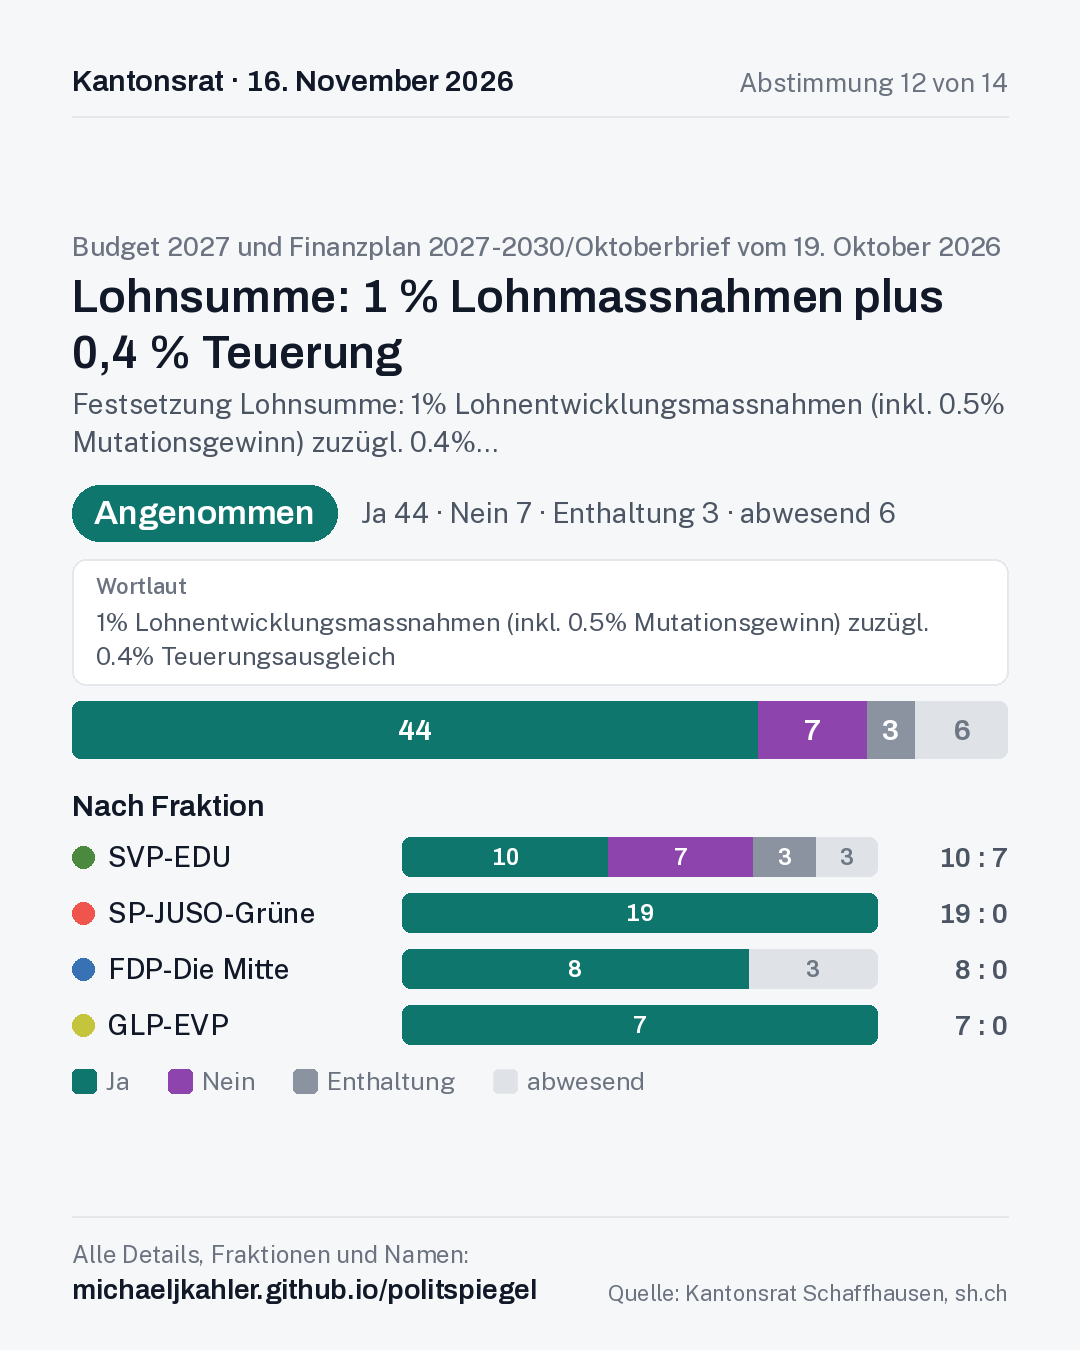 Kantonsrat · 16. November 2026
Abstimmung 12 von 14
Budget 2027 und Finanzplan 2027-2030/Oktoberbrief vom 19. Oktober 2026
Lohnsumme: 1 % Lohnmassnahmen plus
0,4 % Teuerung
Festsetzung Lohnsumme: 1% Lohnentwicklungsmassnahmen (inkl. 0.5%
Mutationsgewinn) zuzügl. 0.4%…
Angenommen
Ja 44 · Nein 7 · Enthaltung 3 · abwesend 6
Wortlaut
1% Lohnentwicklungsmassnahmen (inkl. 0.5% Mutationsgewinn) zuzügl.
0.4% Teuerungsausgleich
44 7 3 6
Nach Fraktion
SVP-EDU 10 7 3 3 10 : 7
SP-JUSO-Grüne 19 19 : 0
FDP-Die Mitte 8 3 8 : 0
GLP-EVP 7 7 : 0
Ja Nein Enthaltung abwesend
Alle Details, Fraktionen und Namen:
michaeljkahler.github.io/politspiegel
Quelle: Kantonsrat Schaffhausen, sh.ch